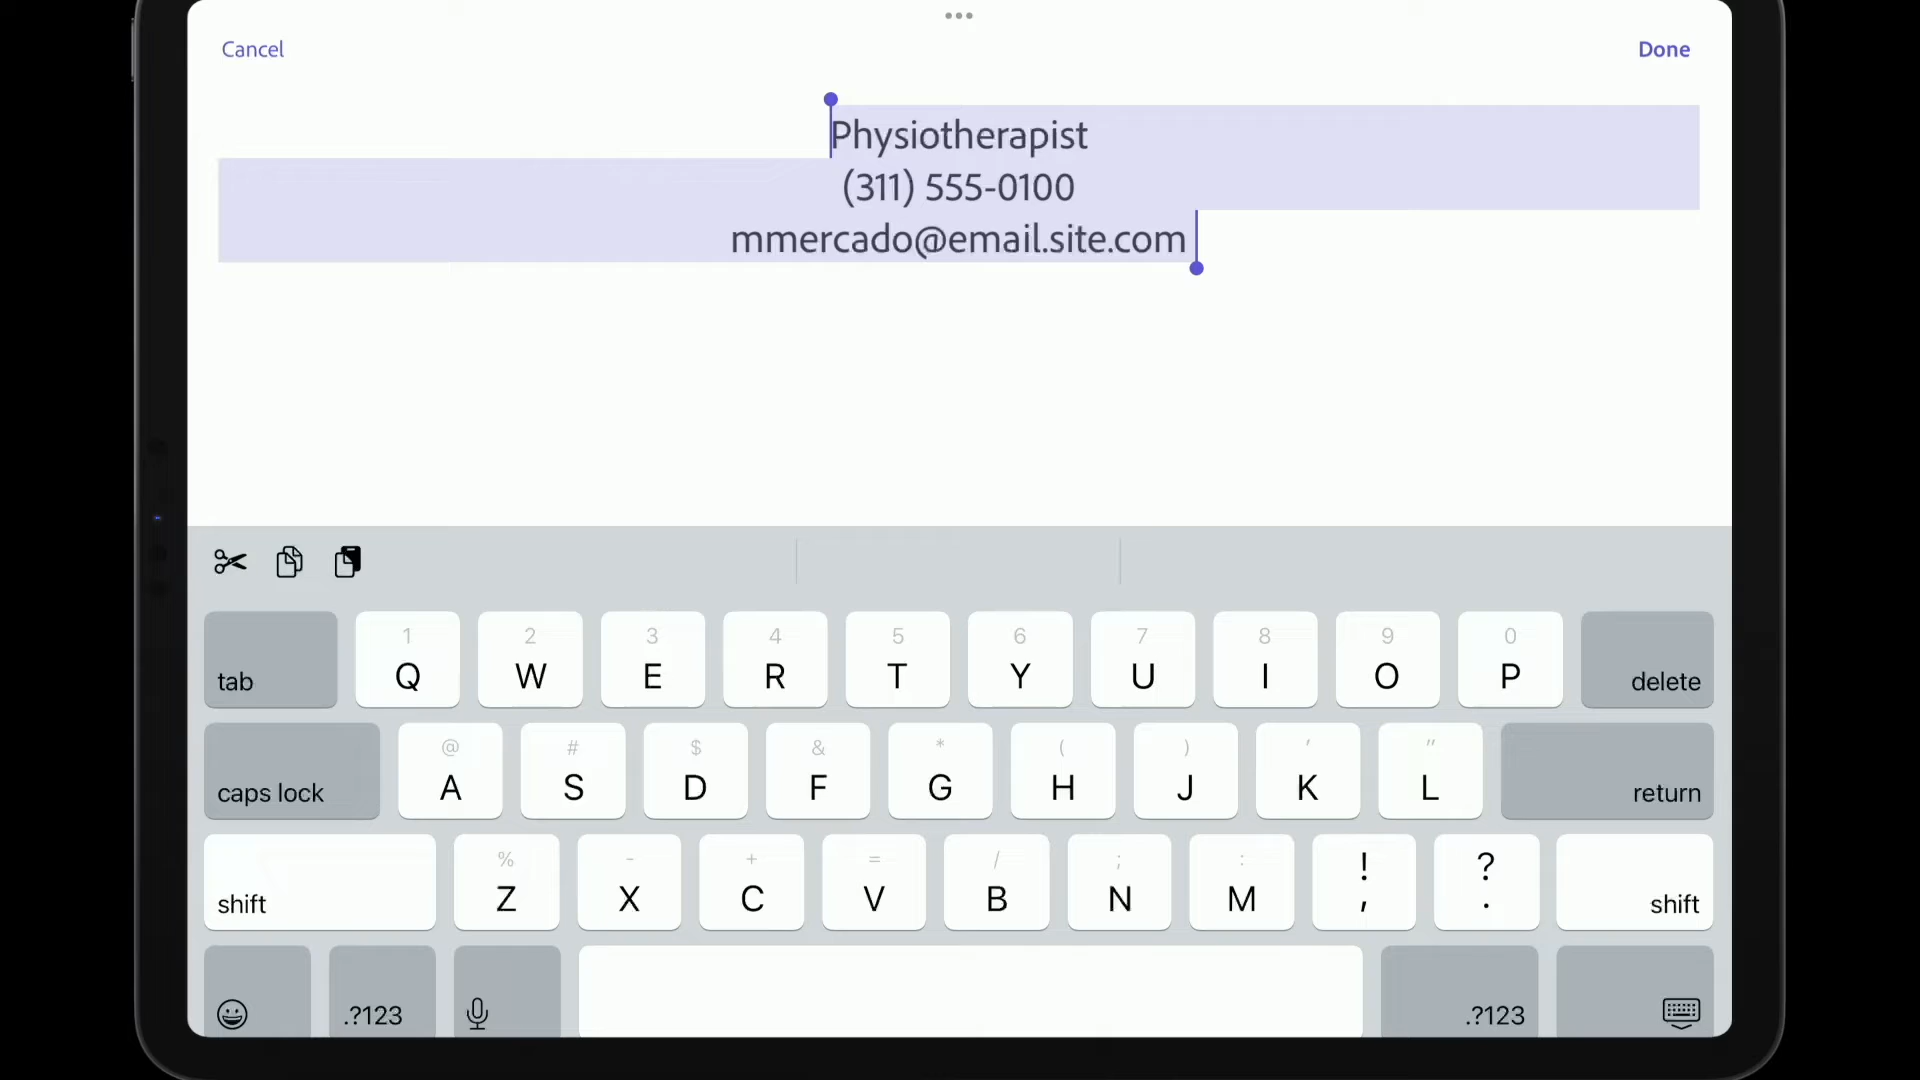 Cancel
Done
Physiotherapist
(311) 555-0100
mmercado@email.site.com
1 2 3 4 5 6 7 8 9 0
tab Q W E R T Y U I O P delete
@ # $ & * ( ) ' "
caps lock A S D F G H J K L return
% - + = / ; : ! ?
shift Z X C V B N M , . shift
.?123 .?123